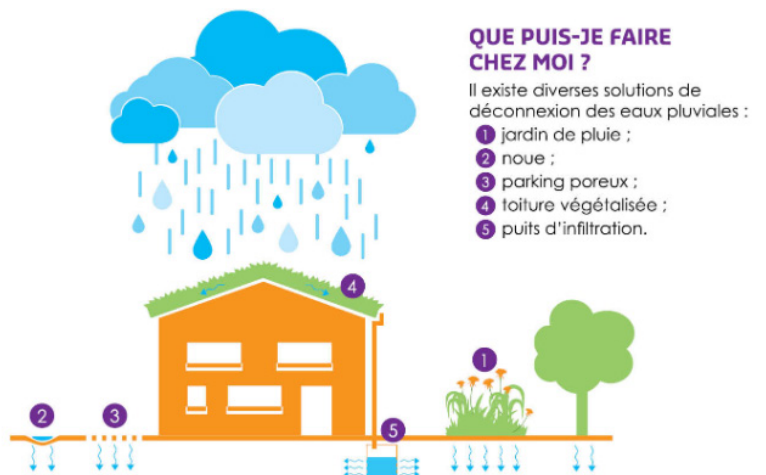 QUE PUIS-JE FAIRE
CHEZ MOI ?
Il existe diverses solutions de
déconnexion des eaux pluviales :
1 jardin de pluie ;
2 noue ;
3 parking poreux ;
4 toiture végétalisée ;
5 puits d'infiltration.
4
1
2
3
5